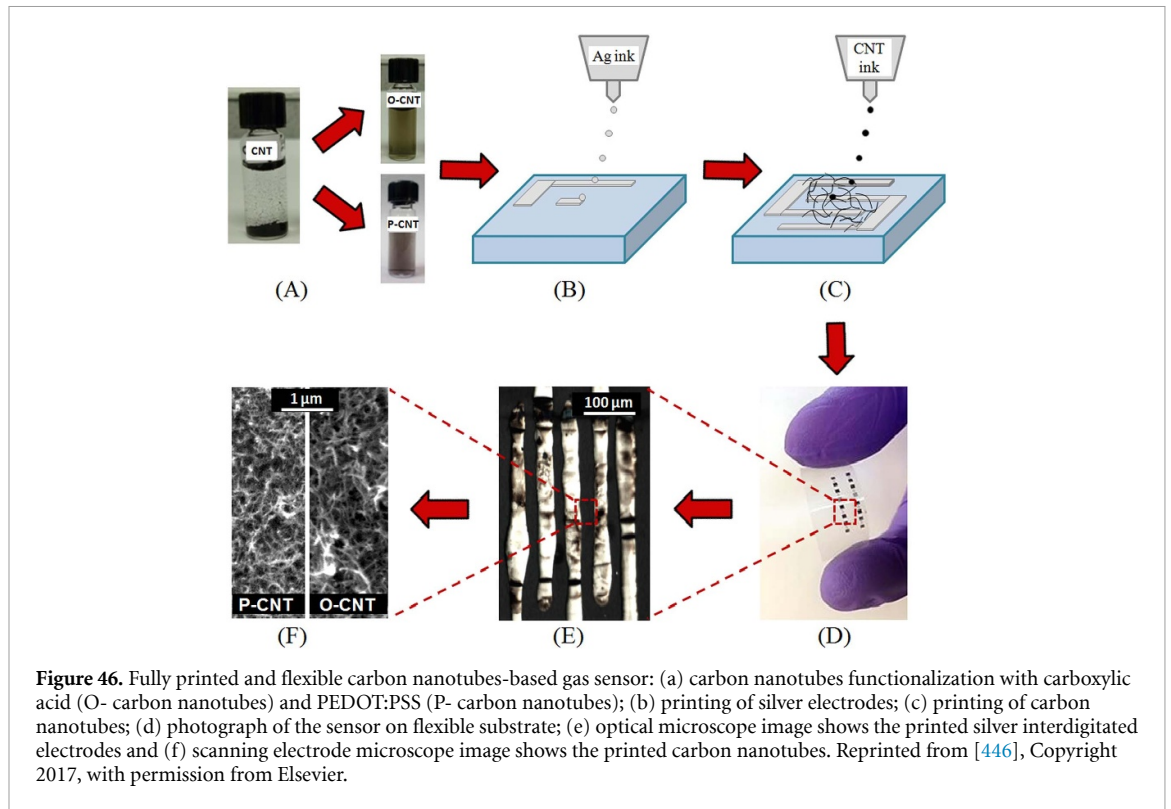 CNT
O-CNT
P-CNT
Ag ink
CNT
ink
(A)
(B)
(C)
1 μm
100 μm
P-CNT
O-CNT
(F)
(E)
(D)
Figure 46. Fully printed and flexible carbon nanotubes-based gas sensor: (a) carbon nanotubes functionalization with carboxylic
acid (O- carbon nanotubes) and PEDOT:PSS (P- carbon nanotubes); (b) printing of silver electrodes; (c) printing of carbon
nanotubes; (d) photograph of the sensor on flexible substrate; (e) optical microscope image shows the printed silver interdigitated
electrodes and (f) scanning electrode microscope image shows the printed carbon nanotubes. Reprinted from [446], Copyright
2017, with permission from Elsevier.